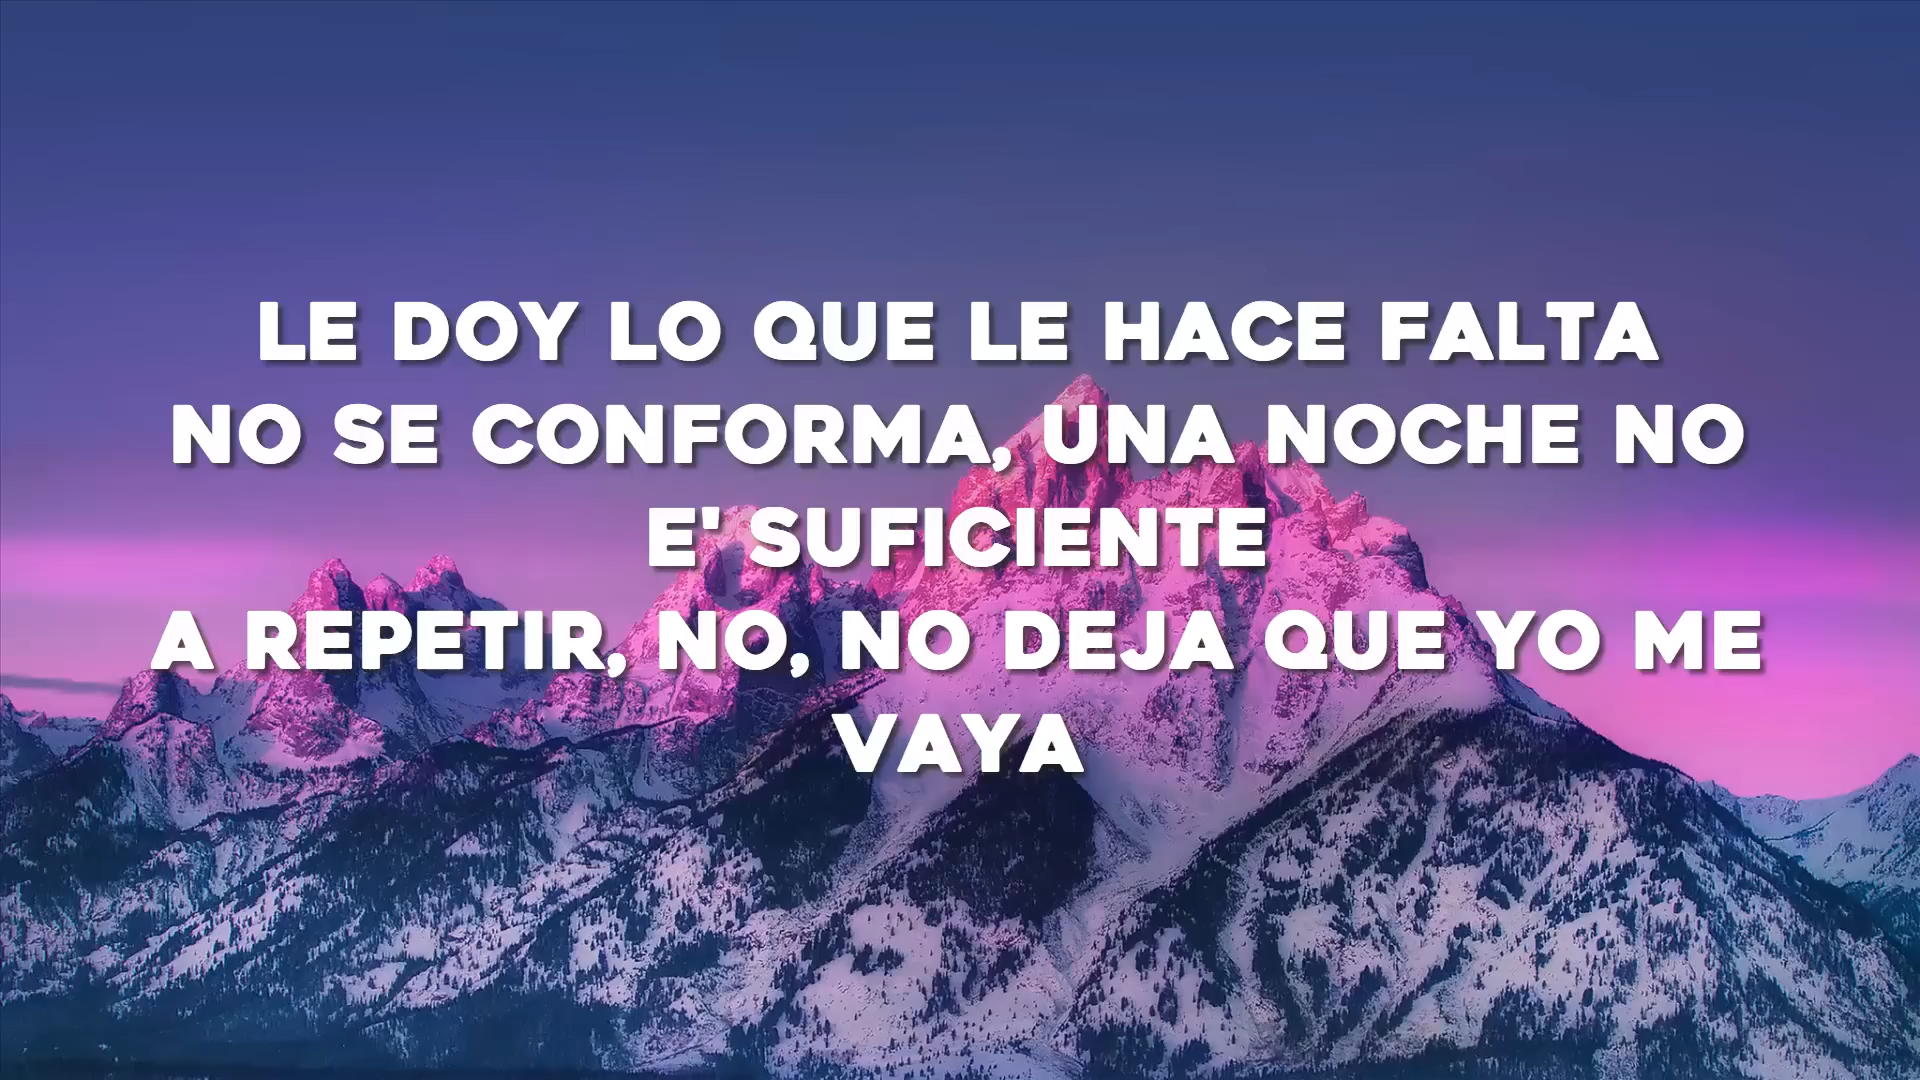 LE DOY LO QUE LE HACE FALTA
NO SE CONFORMA, UNA NOCHE NO
E' SUFICIENTE
A REPETIR, NO, NO DEJA QUE YO ME
VAYA